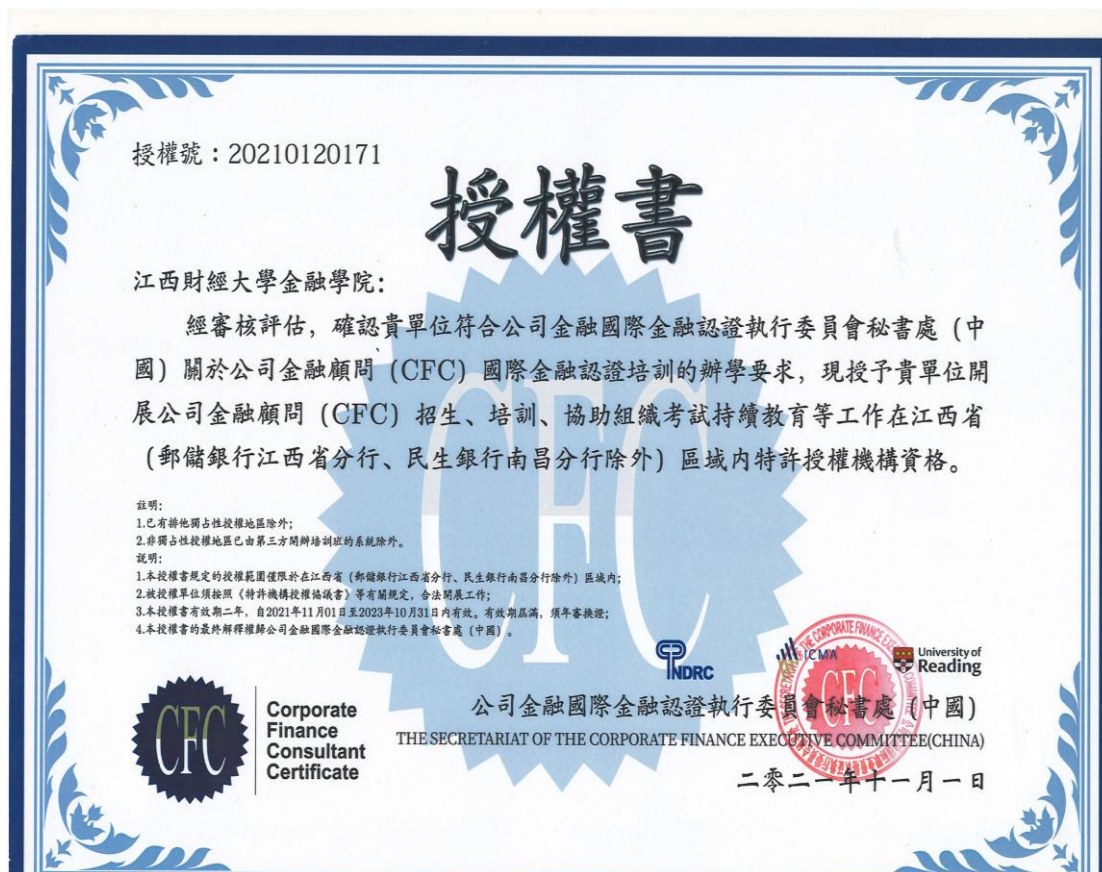 授權號：20210120171
授權書
江西財經大學金融學院：
經審核評估，確認貴單位符合公司金融國際金融認證執行委員會秘書處（中
國）關於公司金融顧問（CFC）國際金融認證培訓的辦學要求，現授予貴單位開
展公司金融顧問（CFC）招生、培訓、協助組織考試持續教育等工作在江西省
（郵儲銀行江西省分行、民生銀行南昌分行除外）區域内特許授權機構資格。
CFC
註明：
1.已有排他獨占性授權地區除外；
2.非獨占性授權地區已由第三方開辦培訓班的系統除外。
説明：
1.本授權書規定的授權範圍僅限於在江西省（郵儲銀行江西省分行、民生銀行南昌分行除外）區域内；
2.被授權單位須按照《特許機構授權協議書》等有關規定，合法開展工作；
3.本授權書有效期二年，自2021年11月01日至2023年10月31日内有效。有效期屆滿，須年審换證；
4.本授權書的最終解釋權歸公司金融國際金融認證執行委員會秘書處（中國）。
NDRC
ICMA
University of
Reading
CFC
CFC
Corporate
Finance
Consultant
Certificate
公司金融國際金融認證執行委員會秘書處（中國）
THE SECRETARIAT OF THE CORPORATE FINANCE EXECUTIVE COMMITTEE(CHINA)
二零二一年十一月一日